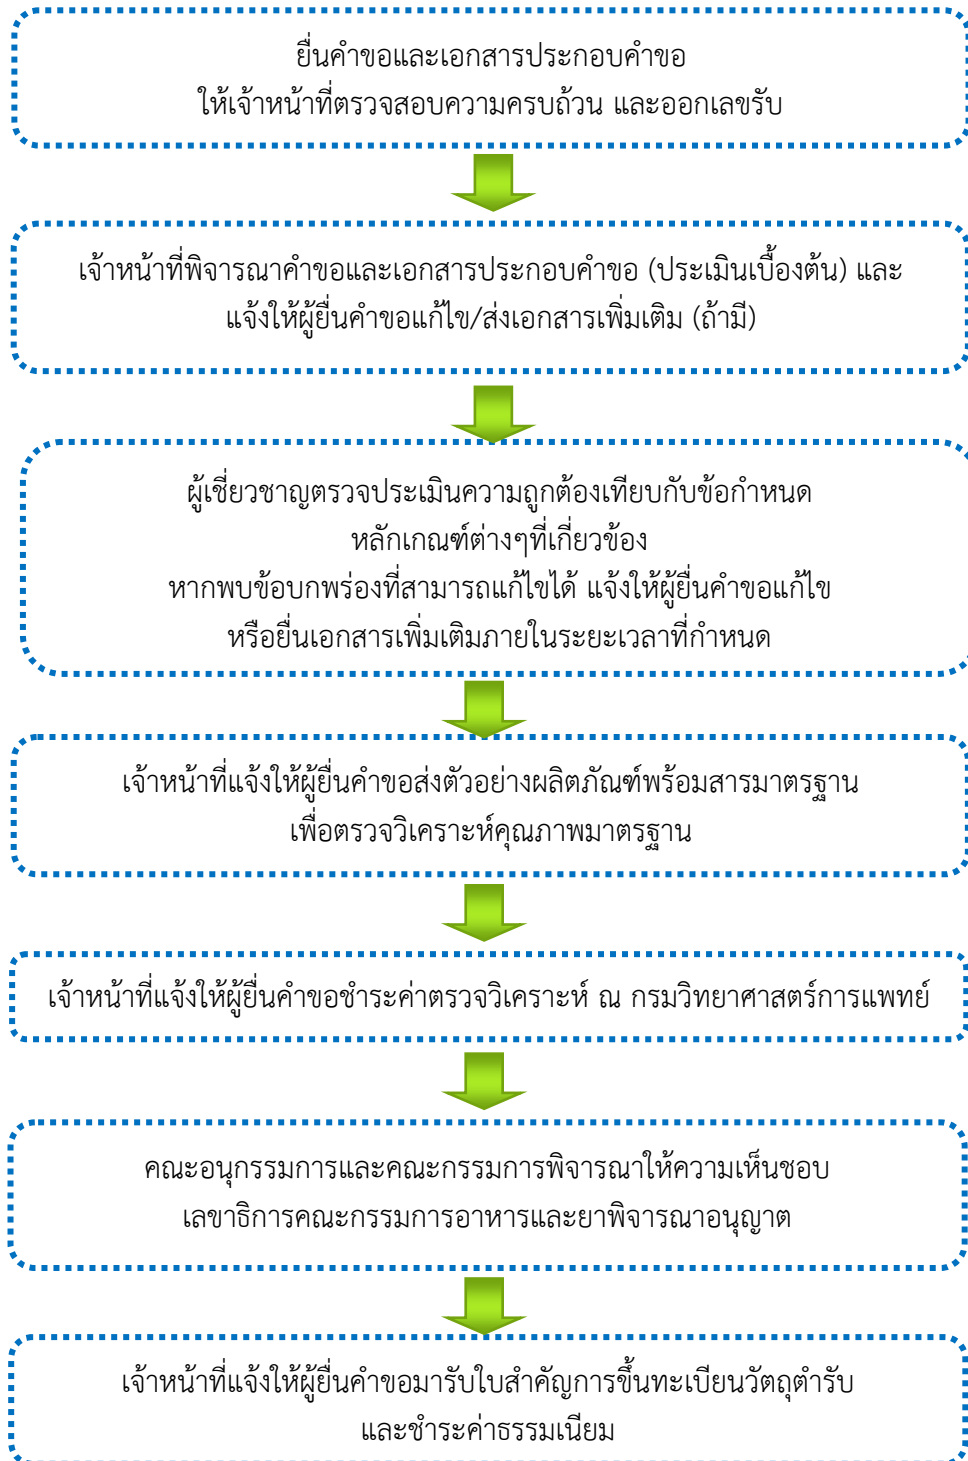 ยื่นคำขอและเอกสารประกอบคำขอ
ให้เจ้าหน้าที่ตรวจสอบความครบถ้วน และออกเลขรับ
เจ้าหน้าที่พิจารณาคำขอและเอกสารประกอบคำขอ (ประเมินเบื้องต้น) และ
แจ้งให้ผู้ยื่นคำขอแก้ไข/ส่งเอกสารเพิ่มเติม (ถ้ามี)
ผู้เชี่ยวชาญตรวจประเมินความถูกต้องเทียบกับข้อกำหนด
หลักเกณฑ์ต่างๆที่เกี่ยวข้อง
หากพบข้อบกพร่องที่สามารถแก้ไขได้ แจ้งให้ผู้ยื่นคำขอแก้ไข
หรือยื่นเอกสารเพิ่มเติมภายในระยะเวลาที่กำหนด
เจ้าหน้าที่แจ้งให้ผู้ยื่นคำขอส่งตัวอย่างผลิตภัณฑ์พร้อมสารมาตรฐาน
เพื่อตรวจวิเคราะห์คุณภาพมาตรฐาน
เจ้าหน้าที่แจ้งให้ผู้ยื่นคำขอชำระค่าตรวจวิเคราะห์ ณ กรมวิทยาศาสตร์การแพทย์
คณะอนุกรรมการและคณะกรรมการพิจารณาให้ความเห็นชอบ
เลขาธิการคณะกรรมการอาหารและยาพิจารณาอนุญาต
เจ้าหน้าที่แจ้งให้ผู้ยื่นคำขอมารับใบสำคัญการขึ้นทะเบียนวัตถุตำรับ
และชำระค่าธรรมเนียม